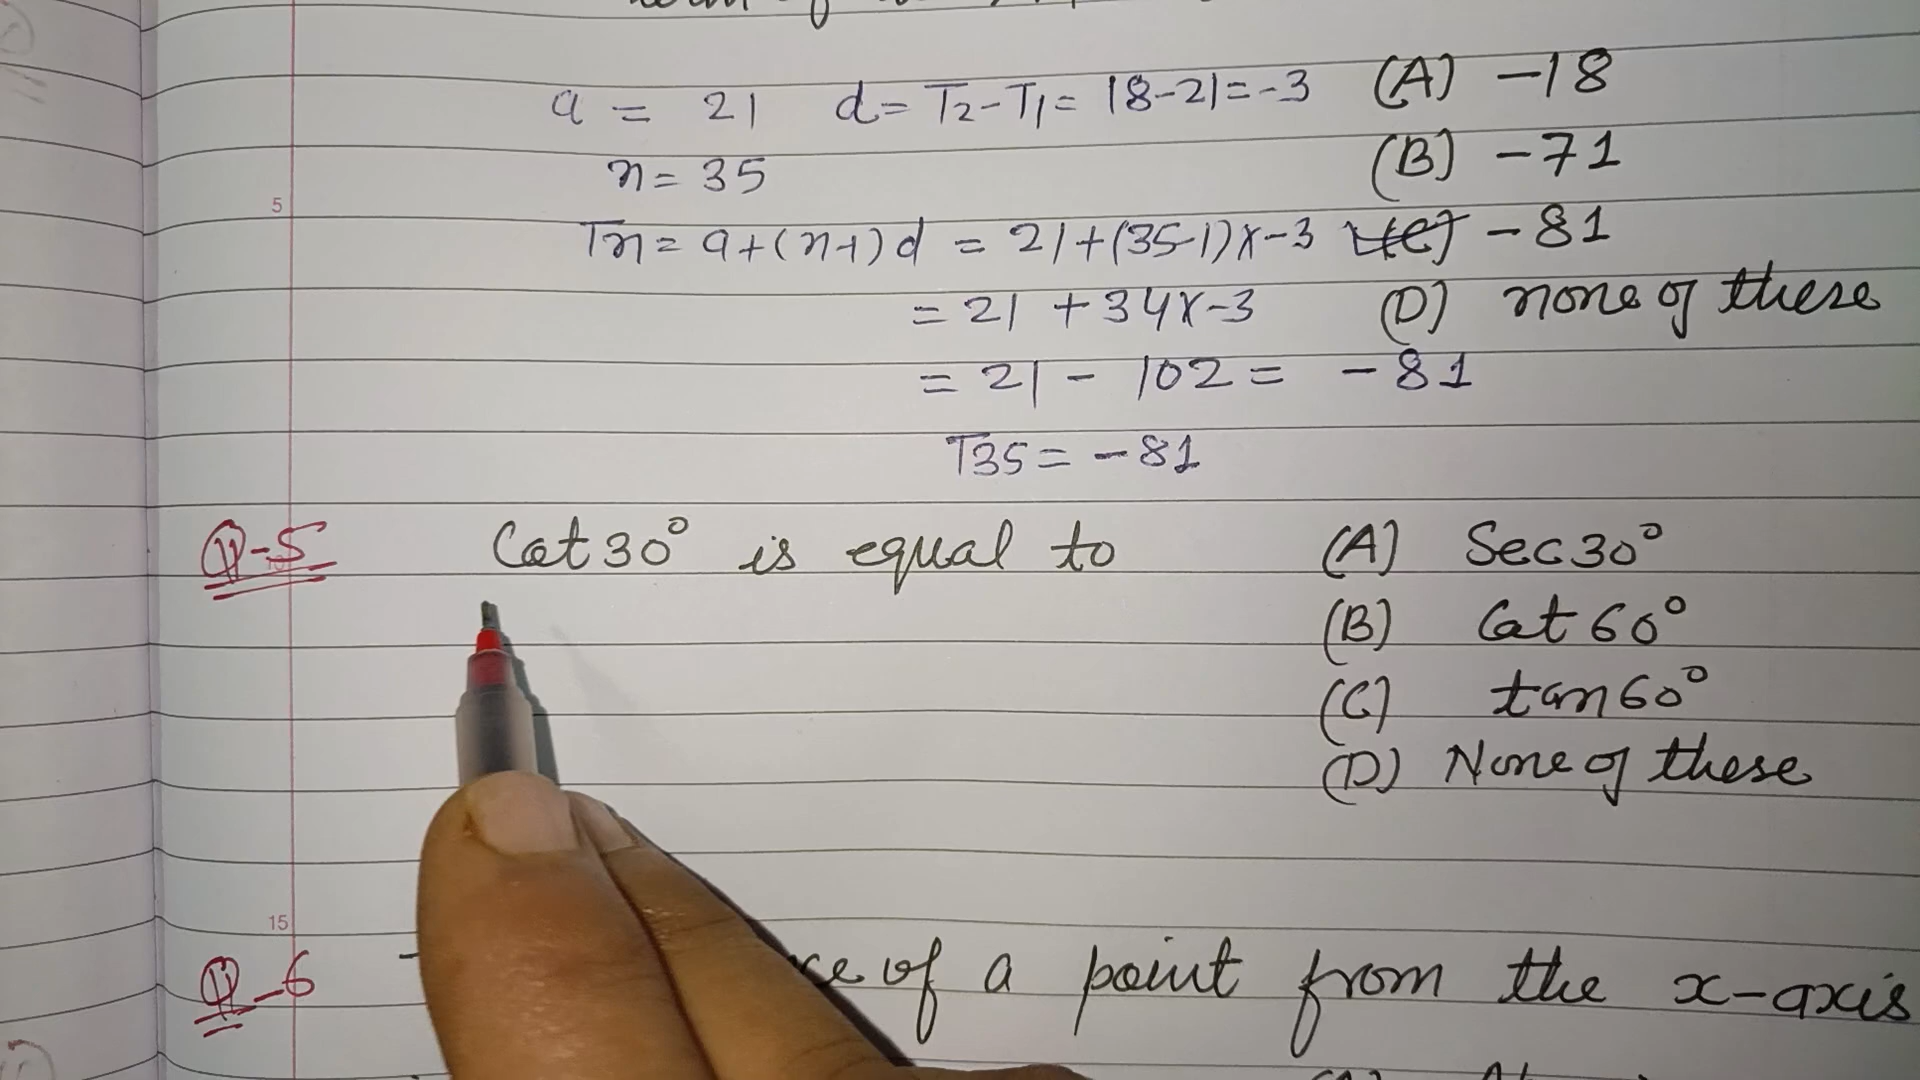 a = 21 d = T2-T1 = 18-21 = -3 (A) -18
n = 35 (B) -71
Tn = a+(n-1)d = 21+(35-1)x-3 (C) -81
= 21 + 34x-3 (D) none of these
= 21 - 102 = -81
T35 = -81
Q-5 Cot 30° is equal to (A) Sec 30°
(B) Cot 60°
(C) tan 60°
(D) None of these
15
Q-6 of a point from the x-axis